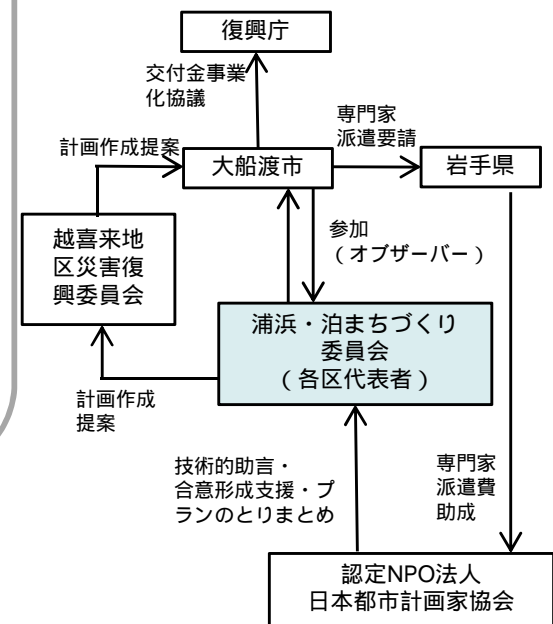 復興庁
交付金事業
化協議
専門家
派遣要請
計画作成提案
大船渡市
岩手県
参加
（オブザーバー）
越喜来地
区災害復
興委員会
浦浜・泊まちづくり
委員会
（各区代表者）
計画作成
提案
技術的助言・
合意形成支援・プ
ランのとりまとめ
専門家
派遣費
助成
認定NPO法人
日本都市計画家協会